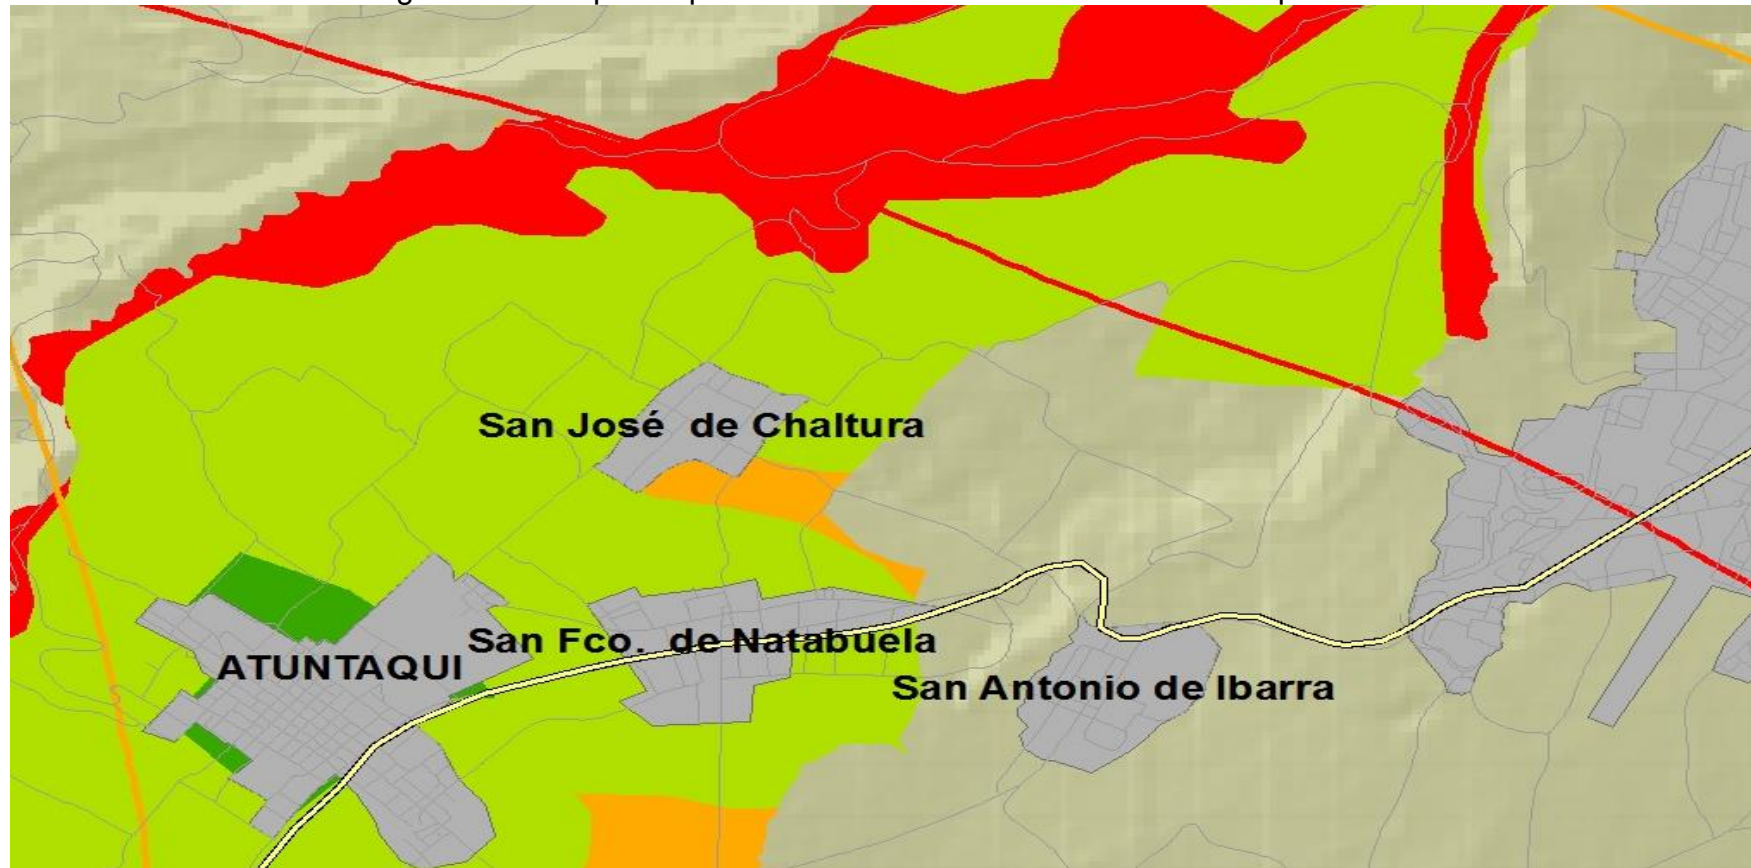 San José de Chaltura
San Fco. de Natabuela
ATUNTAQUI
San Antonio de Ibarra